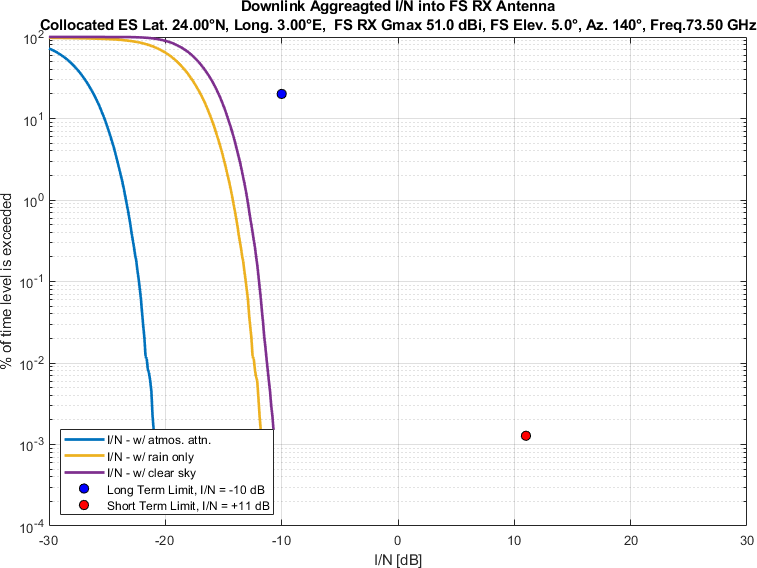 Downlink Aggreagted I/N into FS RX Antenna
Collocated ES Lat. 24.00°N, Long. 3.00°E, FS RX Gmax 51.0 dBi, FS Elev. 5.0°, Az. 140°, Freq.73.50 GHz
% of time level is exceeded
10^2
10^1
10^0
10^-1
10^-2
10^-3
10^-4
I/N - w/ atmos. attn.
I/N - w/ rain only
I/N - w/ clear sky
Long Term Limit, I/N = -10 dB
Short Term Limit, I/N = +11 dB
-30 -20 -10 0 10 20 30
I/N [dB]